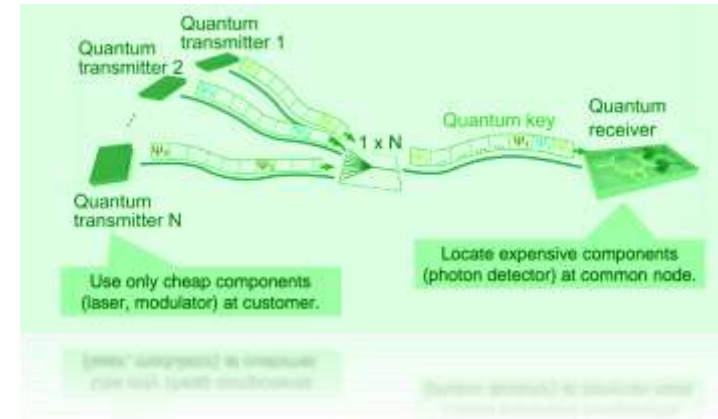 Quantum
transmitter 1
Quantum
transmitter 2
Quantum
transmitter N
1 x N
Quantum key
Quantum
receiver
Use only cheap components
(laser, modulator) at customer.
Locate expensive components
(photon detector) at common node.